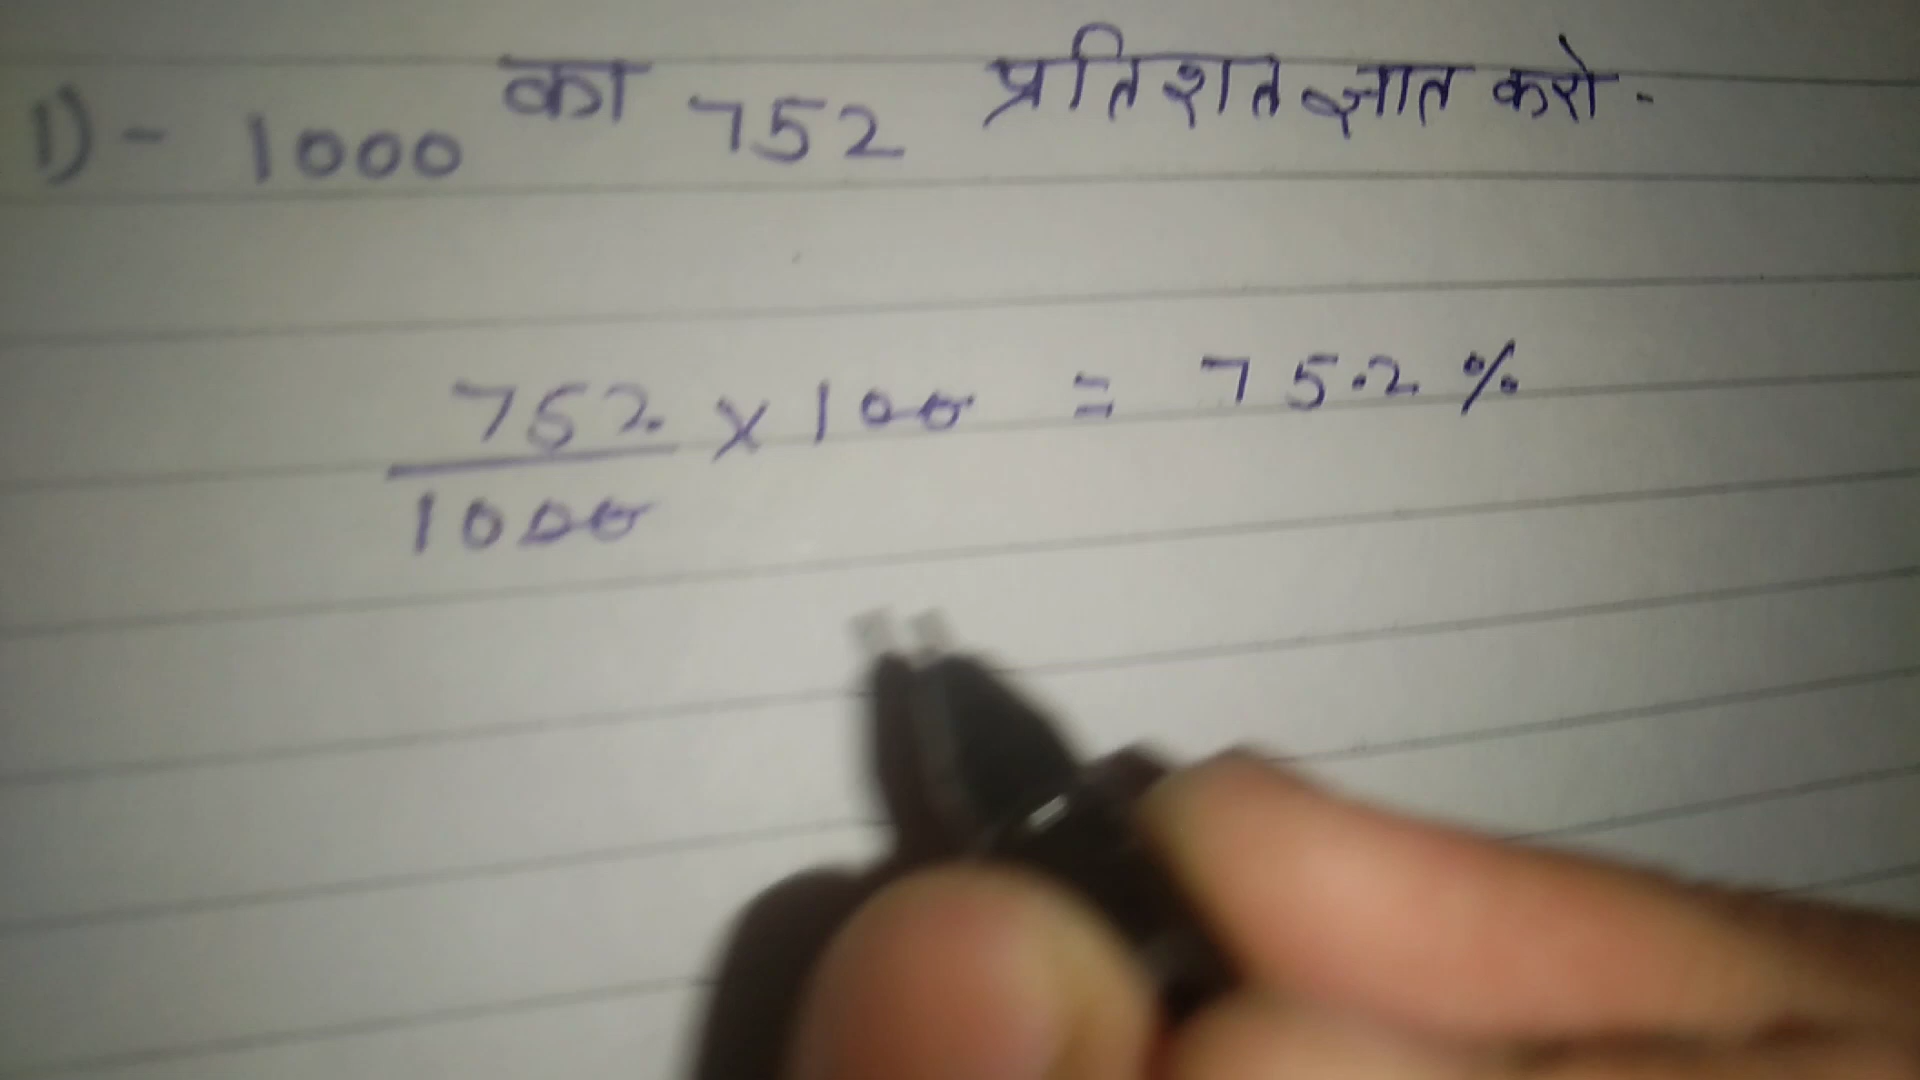 1) - 1000 का 752 प्रतिशत ज्ञात करो -
752 × 100 = 75.2 %
1000